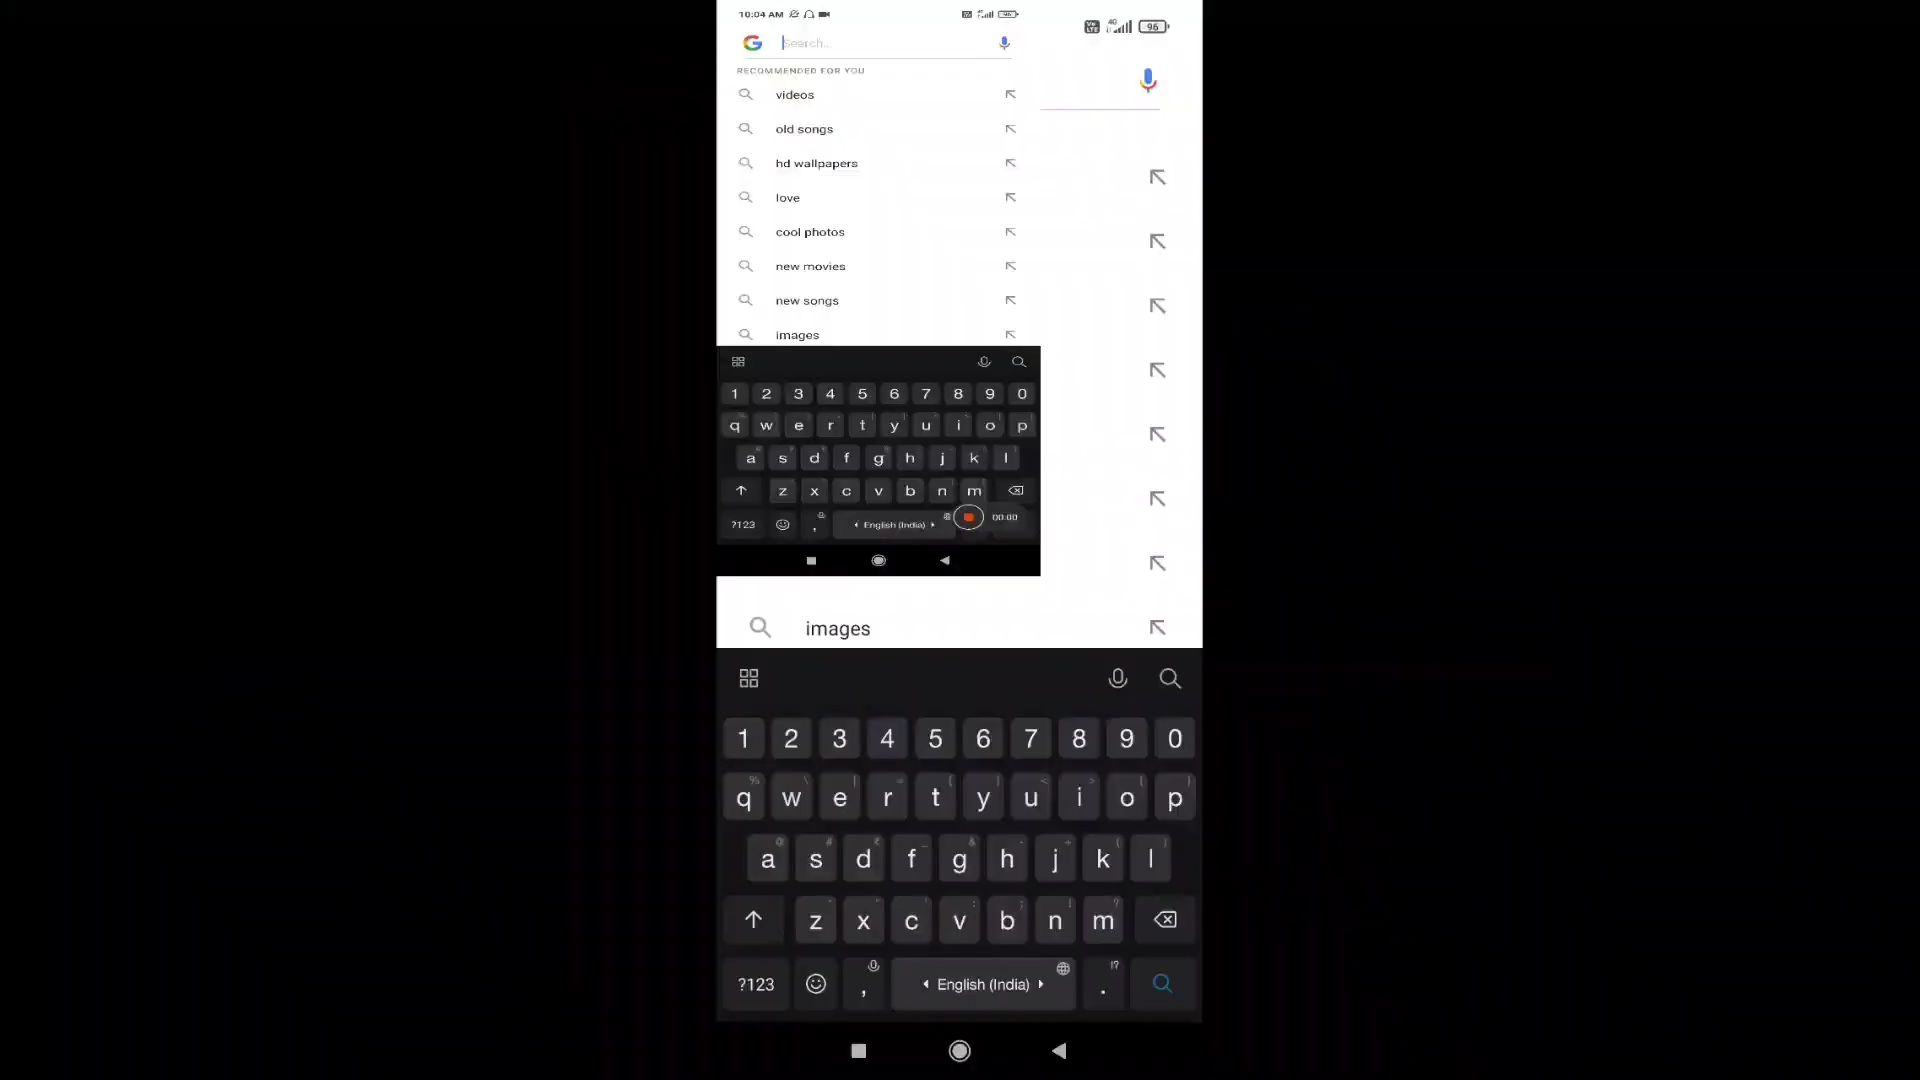 10:04 AM
4G 96
Search...
RECOMMENDED FOR YOU
videos
old songs
hd wallpapers
love
cool photos
new movies
new songs
images
1 2 3 4 5 6 7 8 9 0
q w e r t y u i o p
a s d f g h j k l
z x c v b n m
?123 , English (India) 00:00
images
1 2 3 4 5 6 7 8 9 0
q w e r t y u i o p
a s d f g h j k l
z x c v b n m
?123 , English (India) . !?